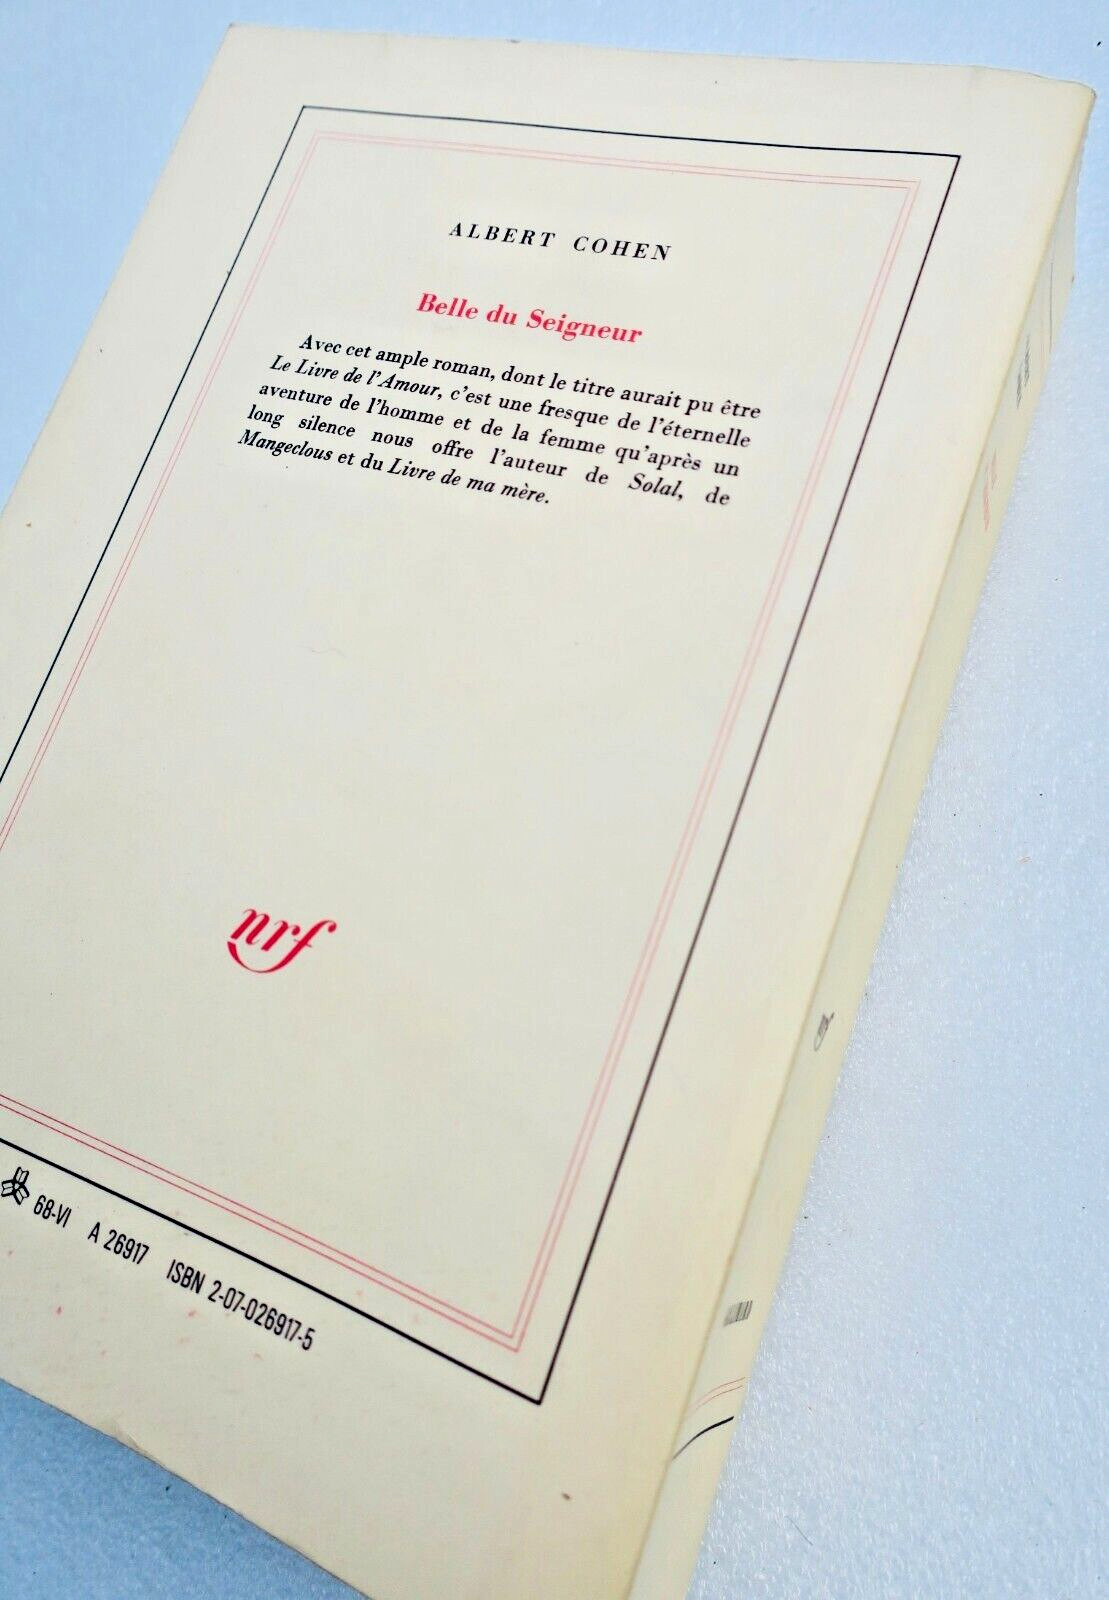 ALBERT COHEN
Belle du Seigneur
Avec cet ample roman, dont le titre aurait pu être
Le Livre de l'Amour, c'est une fresque de l'éternelle
aventure de l'homme et de la femme qu'après un
long silence nous offre l'auteur de Solal, de
Mangeclous et du Livre de ma mère.
nrf
68-VI A 26917 ISBN 2-07-026917-5